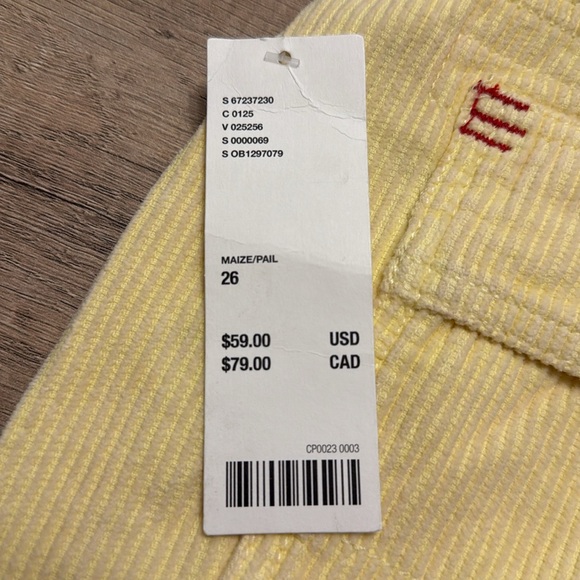 S 67237230
C 0125
V 025256
S 0000069
S OB1297079
MAIZE/PAIL
26
$59.00 USD
$79.00 CAD
CP0023 0003